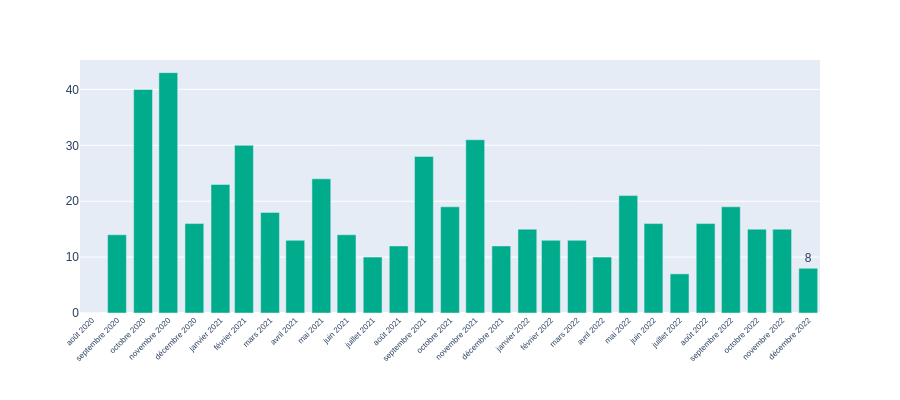 40
30
20
10
0
8
août 2020
septembre 2020
octobre 2020
novembre 2020
décembre 2020
janvier 2021
février 2021
mars 2021
avril 2021
mai 2021
juin 2021
juillet 2021
août 2021
septembre 2021
octobre 2021
novembre 2021
décembre 2021
janvier 2022
février 2022
mars 2022
avril 2022
mai 2022
juin 2022
juillet 2022
août 2022
septembre 2022
octobre 2022
novembre 2022
décembre 2022